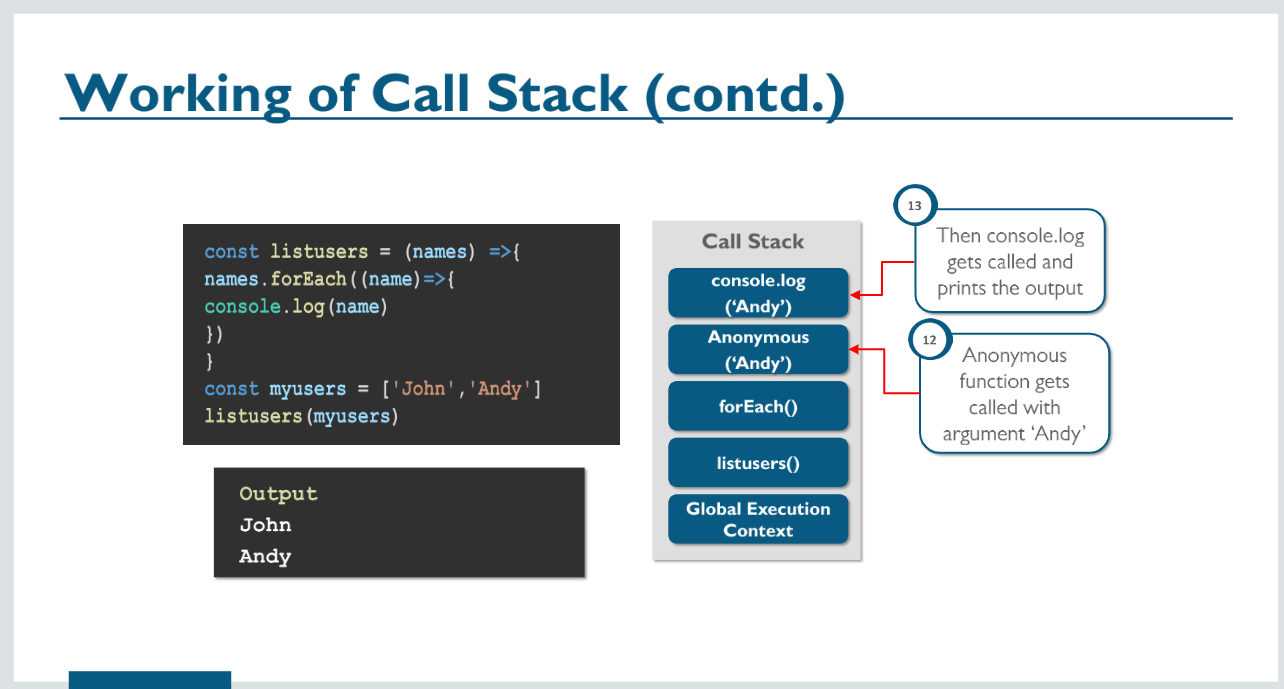 Working of Call Stack (contd.)
const listusers = (names) =>{
names.forEach((name)=>{
console.log(name)
})
}
const myusers = ['John','Andy']
listusers(myusers)
Output
John
Andy
Call Stack
console.log
(‘Andy’)
Anonymous
(‘Andy’)
forEach()
listusers()
Global Execution
Context
13
Then console.log
gets called and
prints the output
12
Anonymous
function gets
called with
argument ‘Andy’